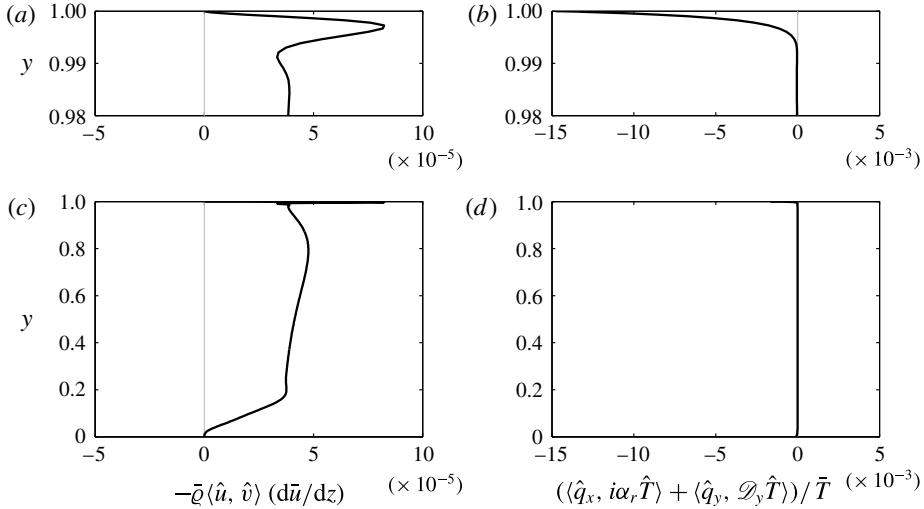 (a) (b)
1.00 1.00
y 0.99 0.99
0.98 0.98
−5 0 5 10 −15 −10 −5 0 5
(× 10⁻⁵) (× 10⁻³)
(c) 1.0 (d) 1.0
0.8 0.8
y 0.6 0.6
0.4 0.4
0.2 0.2
0 0
−5 0 5 10 −15 −10 −5 0 5
(× 10⁻⁵) (× 10⁻³)
−ϱ̄⟨û, v̂⟩ (dū/dz) (⟨q̂ₓ, iαᵣT̂⟩ + ⟨q̂_y, 𝒟_yT̂⟩)/T̄